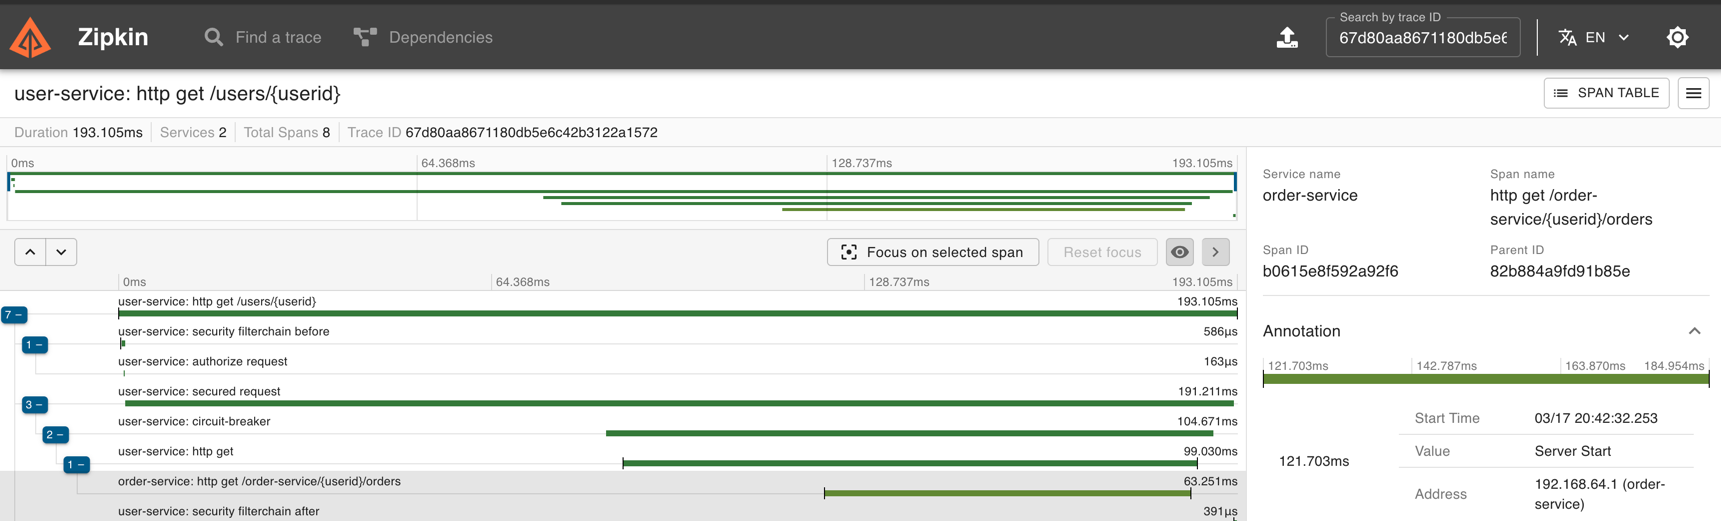 Zipkin
Find a trace
Dependencies
Search by trace ID
67d80aa8671180db5e6
EN
user-service: http get /users/{userid}
SPAN TABLE
Duration 193.105ms Services 2 Total Spans 8 Trace ID 67d80aa8671180db5e6c42b3122a1572
0ms 64.368ms 128.737ms 193.105ms
Focus on selected span
Reset focus
0ms 64.368ms 128.737ms 193.105ms
user-service: http get /users/{userid} 193.105ms
7 –
user-service: security filterchain before 586μs
1 –
user-service: authorize request 163μs
user-service: secured request 191.211ms
3 –
user-service: circuit-breaker 104.671ms
2 –
user-service: http get 99.030ms
1 –
order-service: http get /order-service/{userid}/orders 63.251ms
user-service: security filterchain after 391μs
Service name
order-service
Span name
http get /order-
service/{userid}/orders
Span ID
b0615e8f592a92f6
Parent ID
82b884a9fd91b85e
Annotation
121.703ms 142.787ms 163.870ms 184.954ms
121.703ms
Start Time 03/17 20:42:32.253
Value Server Start
Address 192.168.64.1 (order-
service)